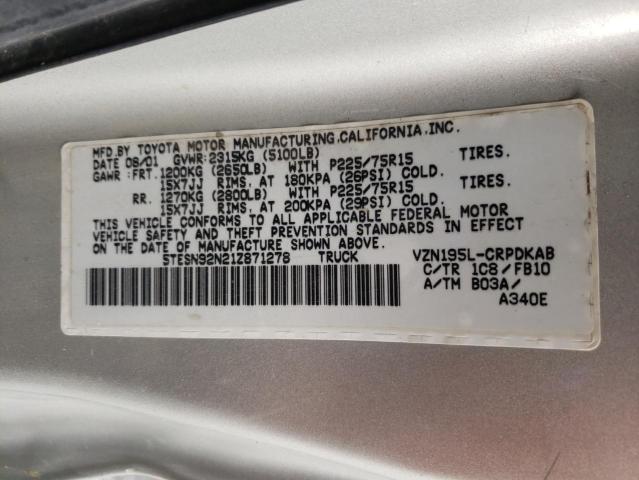 MFD.BY TOYOTA MOTOR MANUFACTURING,CALIFORNIA,INC.
DATE 08/01 GVWR:2315KG (5100LB)
GAWR :FRT. 1200KG (2650LB) WITH P225/75R15 TIRES.
15X7JJ RIMS. AT 180KPA (26PSI) COLD.
RR. 1270KG (2800LB) WITH P225/75R15 TIRES.
15X7JJ RIMS. AT 200KPA (29PSI) COLD.
THIS VEHICLE CONFORMS TO ALL APPLICABLE FEDERAL MOTOR
VEHICLE SAFETY AND THEFT PREVENTION STANDARDS IN EFFECT
ON THE DATE OF MANUFACTURE SHOWN ABOVE.
5TESN92N21Z871278 TRUCK VZN195L-CRPDKAB
C/TR 1C8/FB10
A/TM B03A/
A340E